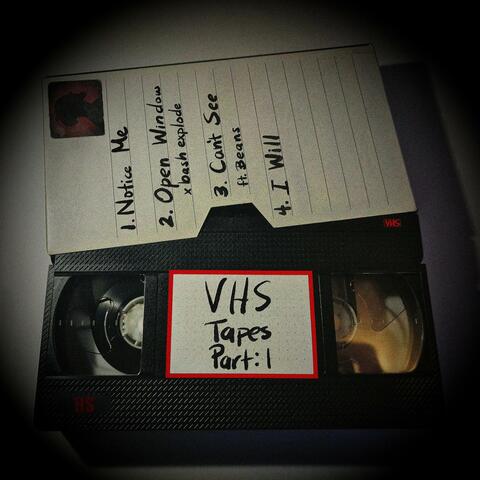 1. Notice Me
2. Open Window
x bash explode
3. Can't See
ft. Beans
4. I Will
VHS
VHS
Tapes
Part: 1
HS